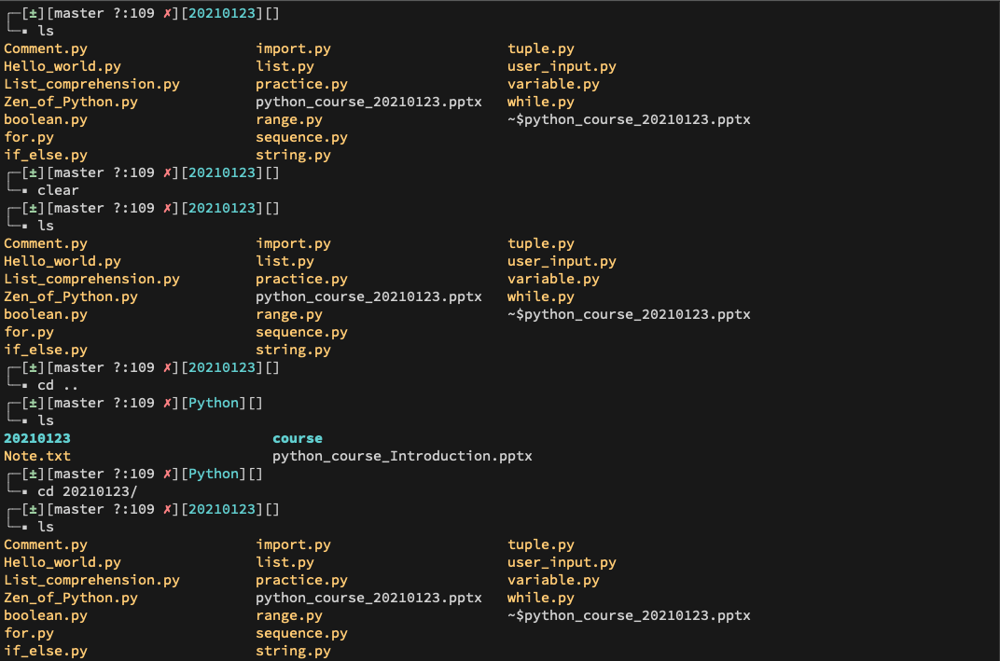 ┌─[±][master ?:109 ✗][20210123][]
└─▪ ls
Comment.py import.py tuple.py
Hello_world.py list.py user_input.py
List_comprehension.py practice.py variable.py
Zen_of_Python.py python_course_20210123.pptx while.py
boolean.py range.py ~$python_course_20210123.pptx
for.py sequence.py
if_else.py string.py
┌─[±][master ?:109 ✗][20210123][]
└─▪ clear
┌─[±][master ?:109 ✗][20210123][]
└─▪ ls
Comment.py import.py tuple.py
Hello_world.py list.py user_input.py
List_comprehension.py practice.py variable.py
Zen_of_Python.py python_course_20210123.pptx while.py
boolean.py range.py ~$python_course_20210123.pptx
for.py sequence.py
if_else.py string.py
┌─[±][master ?:109 ✗][20210123][]
└─▪ cd ..
┌─[±][master ?:109 ✗][Python][]
└─▪ ls
20210123 course
Note.txt python_course_Introduction.pptx
┌─[±][master ?:109 ✗][Python][]
└─▪ cd 20210123/
┌─[±][master ?:109 ✗][20210123][]
└─▪ ls
Comment.py import.py tuple.py
Hello_world.py list.py user_input.py
List_comprehension.py practice.py variable.py
Zen_of_Python.py python_course_20210123.pptx while.py
boolean.py range.py ~$python_course_20210123.pptx
for.py sequence.py
if_else.py string.py